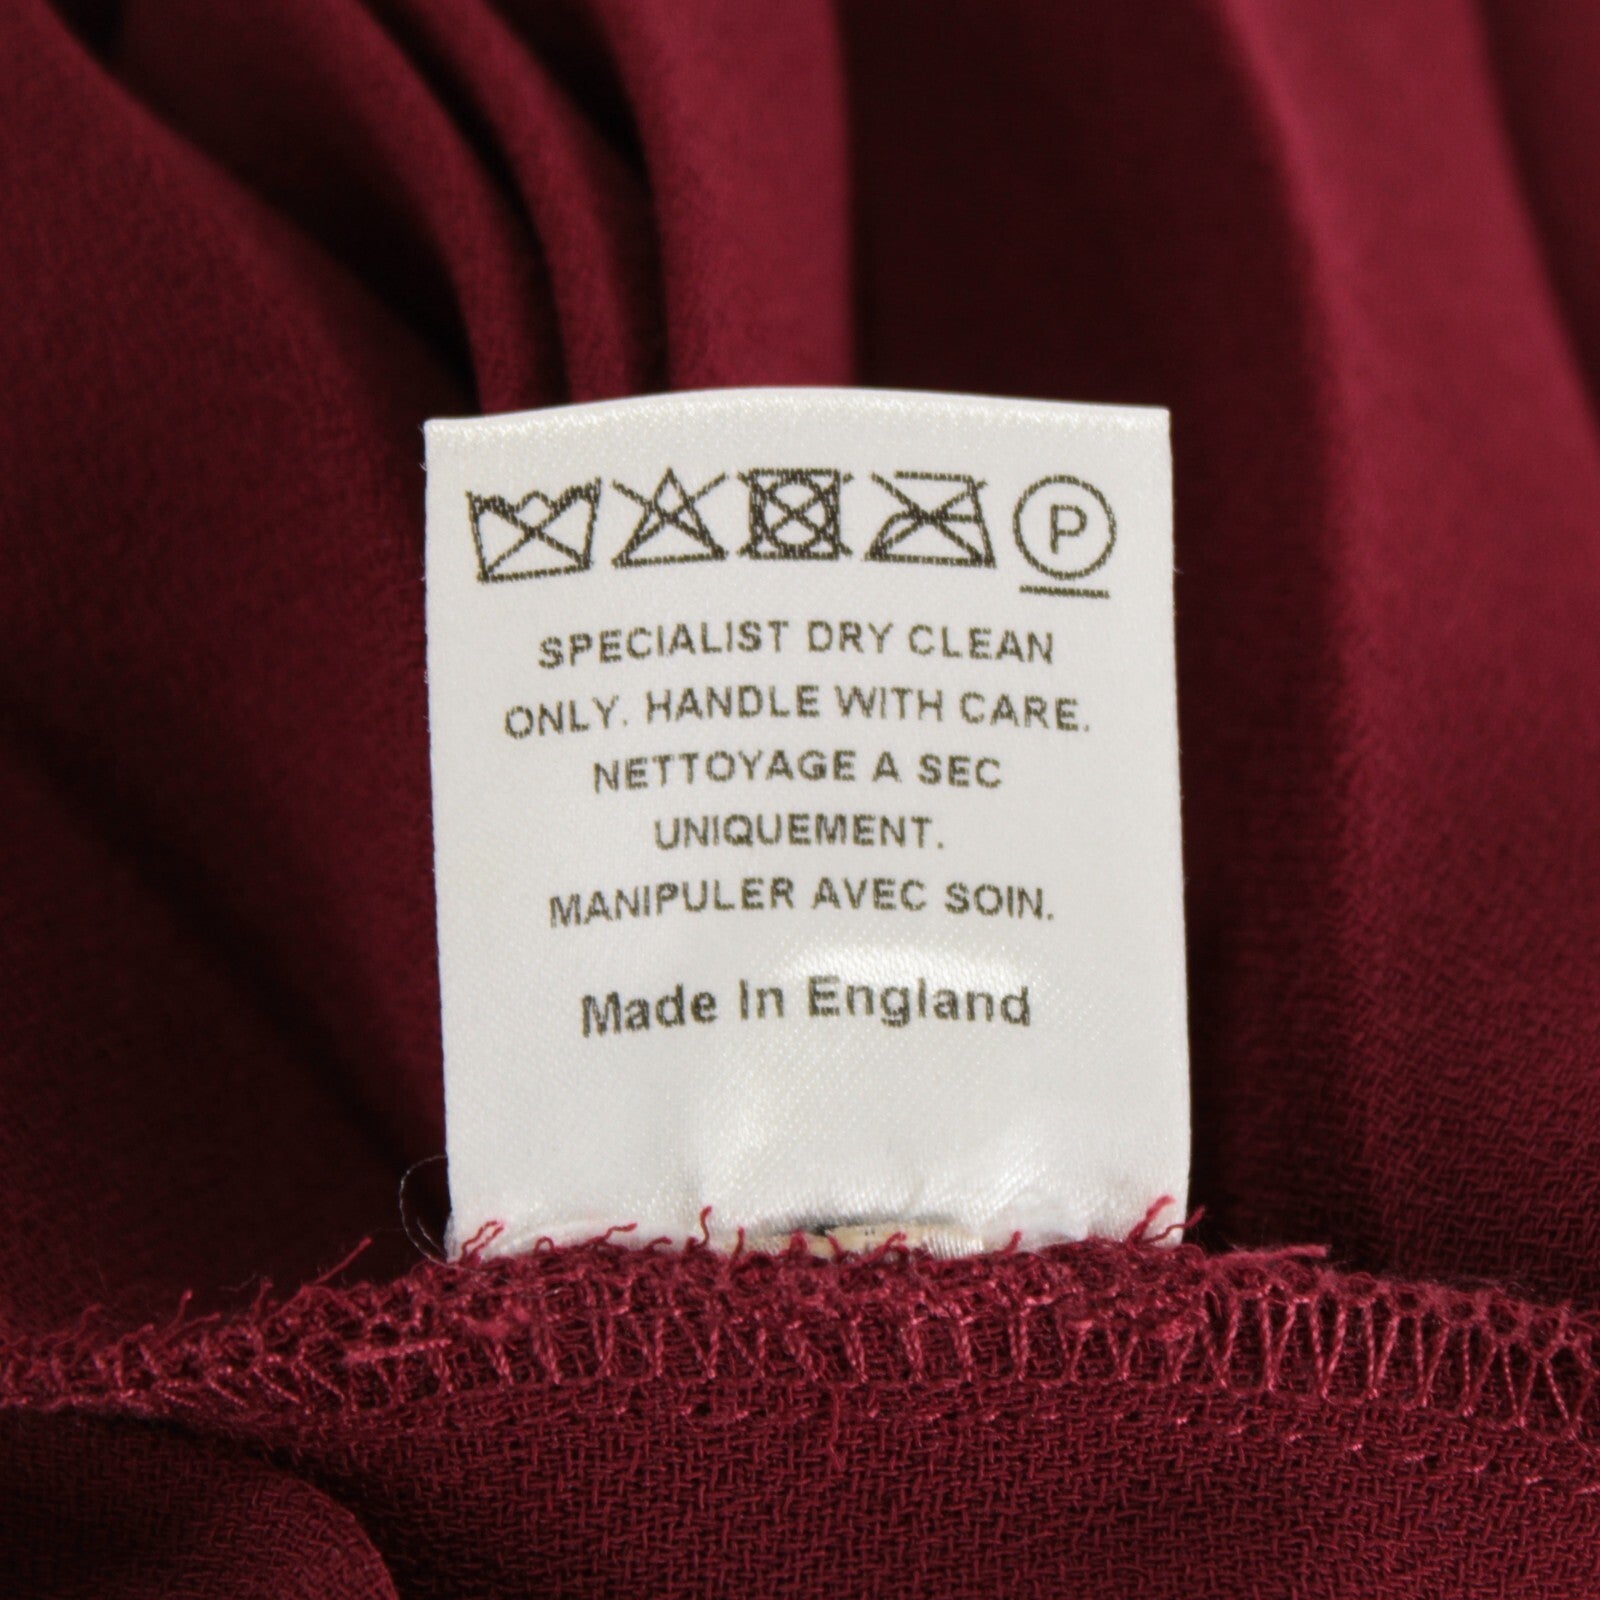 P
SPECIALIST DRY CLEAN
ONLY. HANDLE WITH CARE.
NETTOYAGE A SEC
UNIQUEMENT.
MANIPULER AVEC SOIN.
Made In England